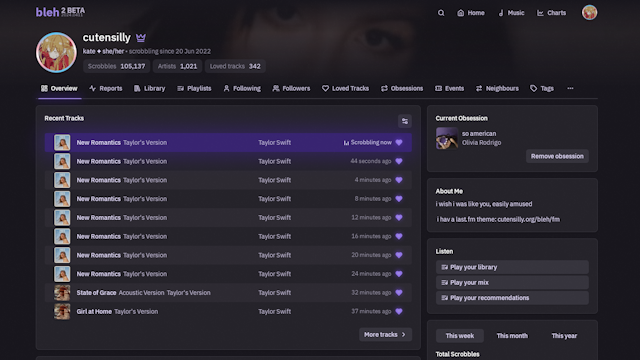 bleh 2 BETA
Home
Music
Charts
cutensilly
kate ✦ she/her • scrobbling since 20 Jun 2022
Scrobbles 105,137
Artists 1,021
Loved tracks 342
Overview
Reports
Library
Playlists
Following
Followers
Loved Tracks
Obsessions
Events
Neighbours
Tags
Recent Tracks
New Romantics Taylor's Version Taylor Swift Scrobbling now
New Romantics Taylor's Version Taylor Swift 44 seconds ago
New Romantics Taylor's Version Taylor Swift 4 minutes ago
New Romantics Taylor's Version Taylor Swift 8 minutes ago
New Romantics Taylor's Version Taylor Swift 12 minutes ago
New Romantics Taylor's Version Taylor Swift 16 minutes ago
New Romantics Taylor's Version Taylor Swift 20 minutes ago
New Romantics Taylor's Version Taylor Swift 24 minutes ago
State of Grace Acoustic Version Taylor's Version Taylor Swift 32 minutes ago
Girl at Home Taylor's Version Taylor Swift 37 minutes ago
More tracks
Current Obsession
so american
Olivia Rodrigo
Remove obsession
About Me
i wish i was like you, easily amused
i hav a last.fm theme: cutensilly.org/bleh/fm
Listen
Play your library
Play your mix
Play your recommendations
This week
This month
This year
Total Scrobbles